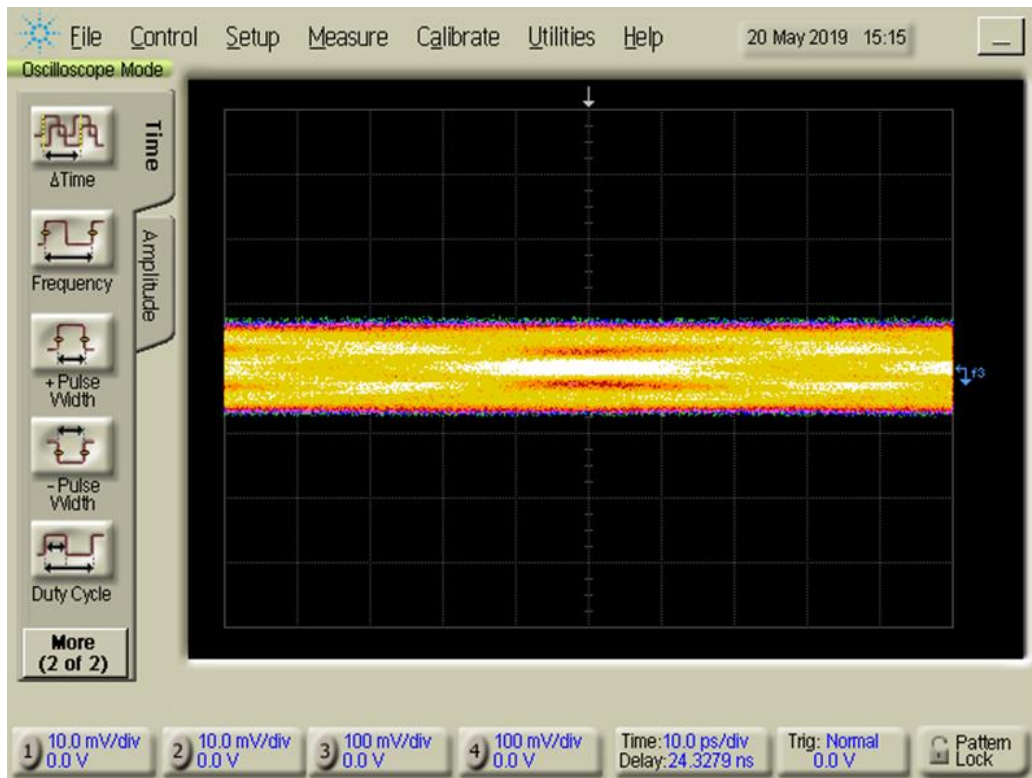 File Control Setup Measure Calibrate Utilities Help 20 May 2019 15:15
Oscilloscope Mode
Time
Amplitude
ΔTime
Frequency
+ Pulse
Width
- Pulse
Width
Duty Cycle
More
(2 of 2)
f3
1 10.0 mV/div
0.0 V
2 10.0 mV/div
0.0 V
3 100 mV/div
0.0 V
4 100 mV/div
0.0 V
Time:10.0 ps/div
Delay:24.3279 ns
Trig: Normal
0.0 V
Pattern
Lock